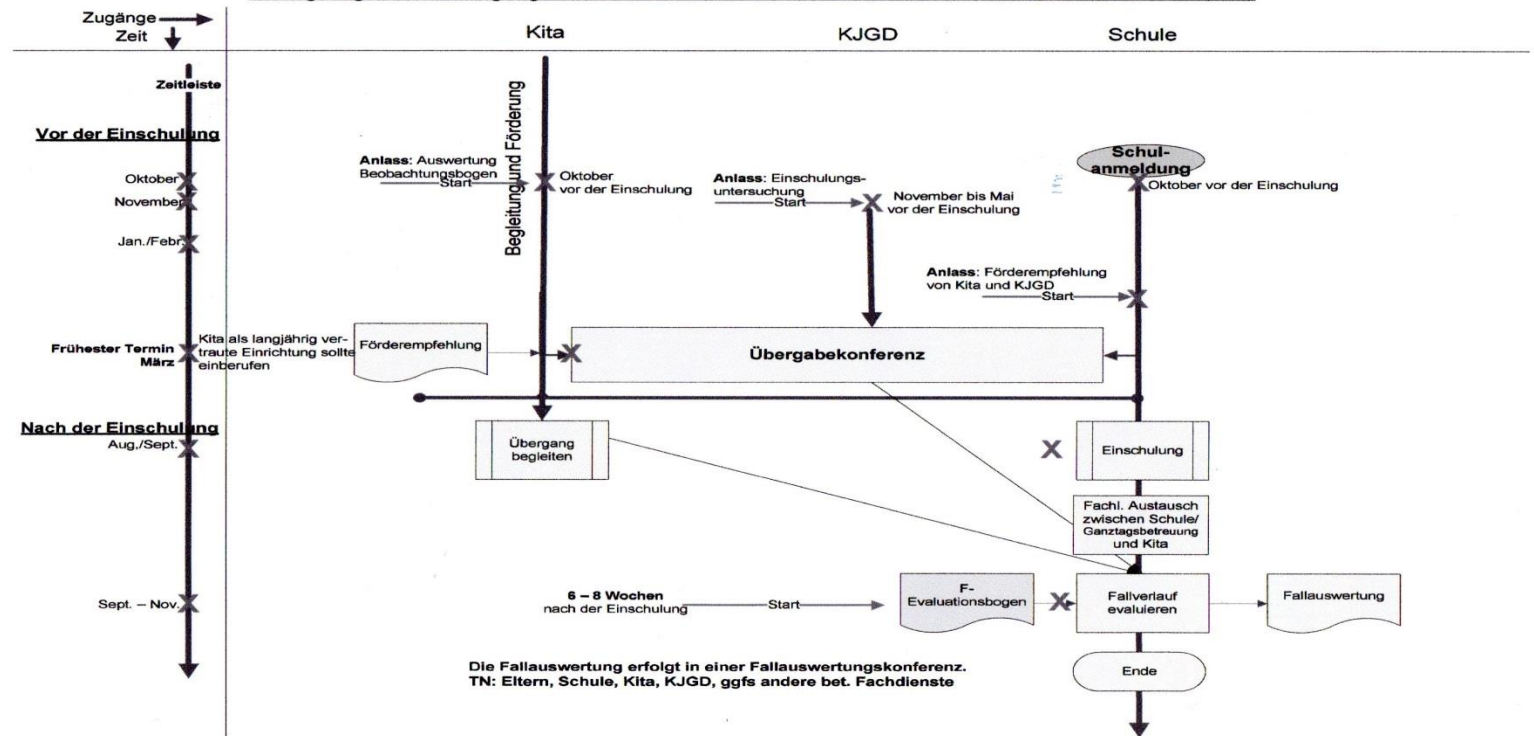 Zugänge
Zeit
Kita
KJGD
Schule
Zeitleiste
Vor der Einschulung
Oktober
November
Jan./Febr.
Frühester Termin
März
Nach der Einschulung
Aug./Sept.
Sept. – Nov.
Begleitung und Förderung
Anlass: Auswertung
Beobachtungsbogen
Start
Oktober
vor der Einschulung
Anlass: Einschulungs-
untersuchung
Start
November bis Mai
vor der Einschulung
Schul-
anmeldung
Oktober vor der Einschulung
Anlass: Förderempfehlung
von Kita und KJGD
Start
Kita als langjährig ver-
traute Einrichtung sollte
einberufen
Förderempfehlung
Übergabekonferenz
Übergang
begleiten
Einschulung
Fachl. Austausch
zwischen Schule/
Ganztagsbetreuung
und Kita
6 – 8 Wochen
nach der Einschulung
Start
F-
Evaluationsbogen
Fallverlauf
evaluieren
Fallauswertung
Ende
Die Fallauswertung erfolgt in einer Fallauswertungskonferenz.
TN: Eltern, Schule, Kita, KJGD, ggfs andere bet. Fachdienste